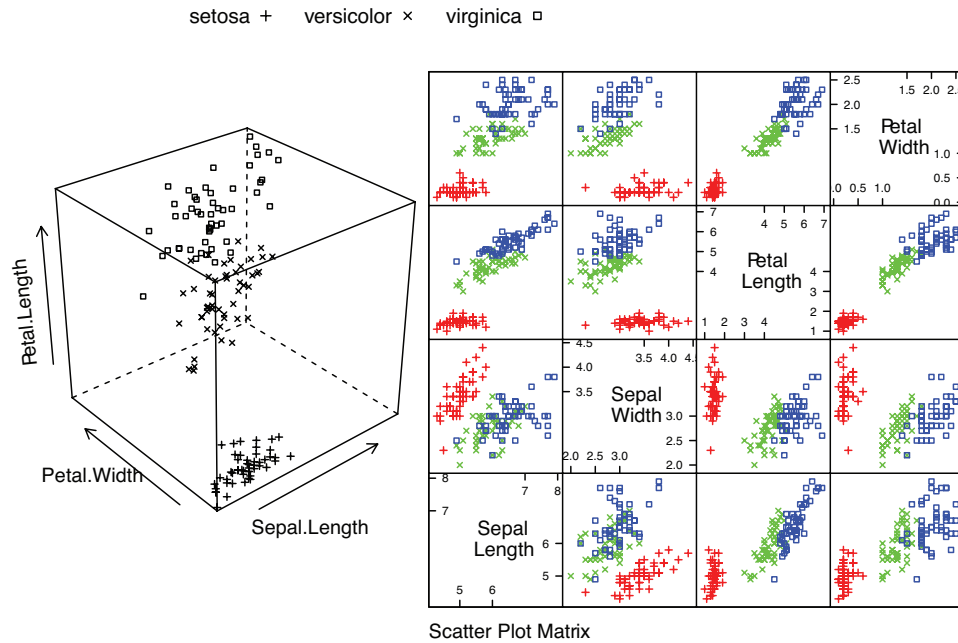 setosa + versicolor × virginica □
Petal.Length
Petal.Width
Sepal.Length
2.5
2.0
1.5
1.5 2.0 2.5
Petal
Width
1.0
0.5
0.0
0.0 0.5 1.0
7
6
5
4
4 5 6 7
Petal
Length
4
3
2
1
1 2 3 4
4.5
4.0
3.5
3.5 4.0 4.5
Sepal
Width
3.0
2.5
2.0
2.0 2.5 3.0
8
7
7 8
Sepal
Length
6
5
5 6
Scatter Plot Matrix